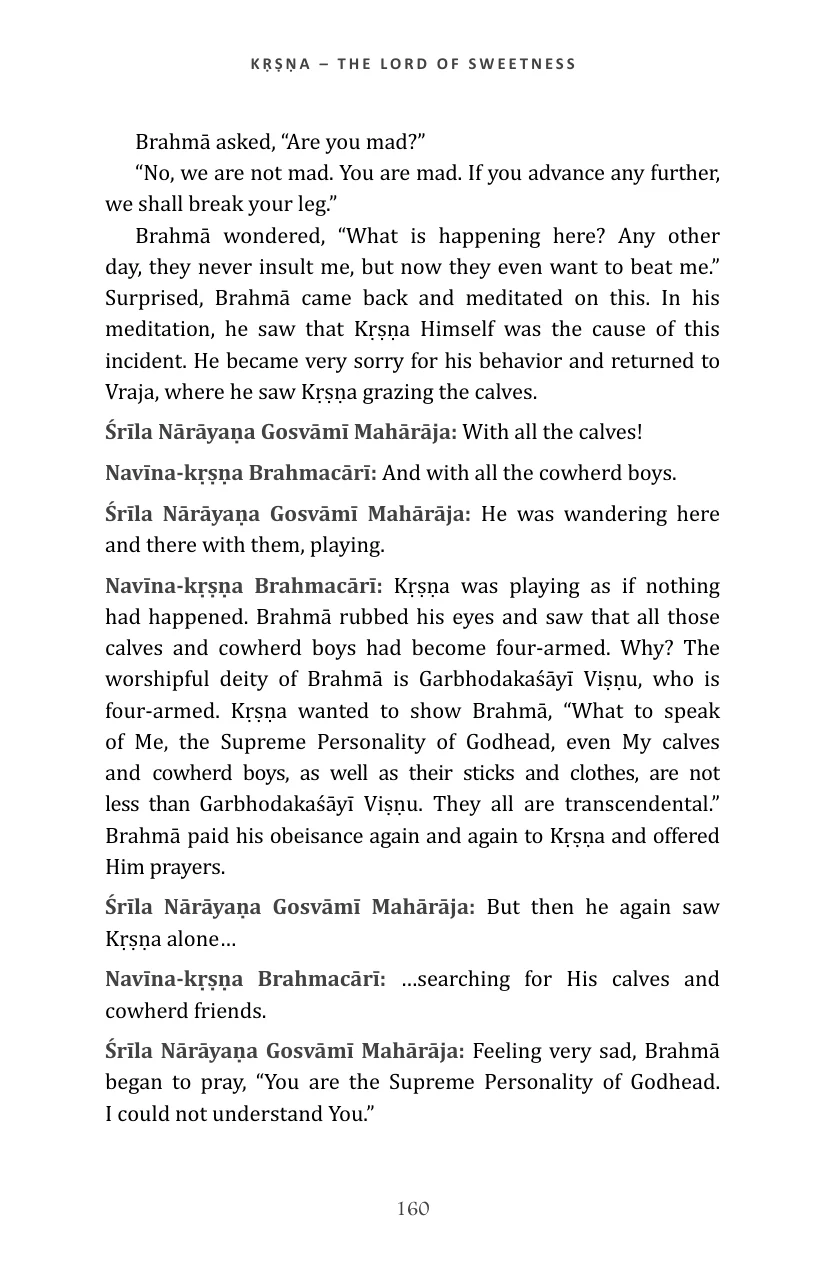 KṚṢṆA – THE LORD OF SWEETNESS
Brahmā asked, “Are you mad?”
“No, we are not mad. You are mad. If you advance any further,
we shall break your leg.”
Brahmā wondered, “What is happening here? Any other
day, they never insult me, but now they even want to beat me.”
Surprised, Brahmā came back and meditated on this. In his
meditation, he saw that Kṛṣṇa Himself was the cause of this
incident. He became very sorry for his behavior and returned to
Vraja, where he saw Kṛṣṇa grazing the calves.
Śrīla Nārāyaṇa Gosvāmī Mahārāja: With all the calves!
Navīna-kṛṣṇa Brahmacārī: And with all the cowherd boys.
Śrīla Nārāyaṇa Gosvāmī Mahārāja: He was wandering here
and there with them, playing.
Navīna-kṛṣṇa Brahmacārī: Kṛṣṇa was playing as if nothing
had happened. Brahmā rubbed his eyes and saw that all those
calves and cowherd boys had become four-armed. Why? The
worshipful deity of Brahmā is Garbhodakaśāyī Viṣṇu, who is
four-armed. Kṛṣṇa wanted to show Brahmā, “What to speak
of Me, the Supreme Personality of Godhead, even My calves
and cowherd boys, as well as their sticks and clothes, are not
less than Garbhodakaśāyī Viṣṇu. They all are transcendental.”
Brahmā paid his obeisance again and again to Kṛṣṇa and offered
Him prayers.
Śrīla Nārāyaṇa Gosvāmī Mahārāja: But then he again saw
Kṛṣṇa alone…
Navīna-kṛṣṇa Brahmacārī: …searching for His calves and
cowherd friends.
Śrīla Nārāyaṇa Gosvāmī Mahārāja: Feeling very sad, Brahmā
began to pray, “You are the Supreme Personality of Godhead.
I could not understand You.”
160